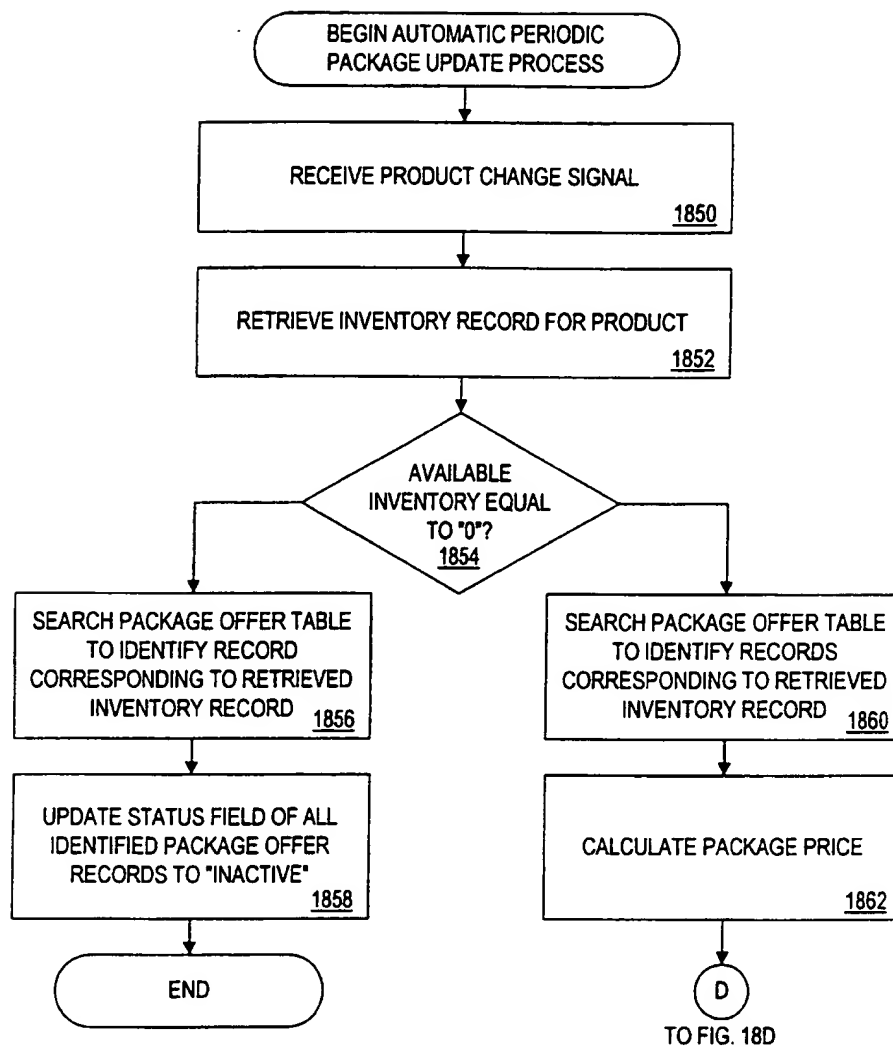 BEGIN AUTOMATIC PERIODIC
PACKAGE UPDATE PROCESS
RECEIVE PRODUCT CHANGE SIGNAL
1850
RETRIEVE INVENTORY RECORD FOR PRODUCT
1852
AVAILABLE
INVENTORY EQUAL
TO "0"?
1854
SEARCH PACKAGE OFFER TABLE
TO IDENTIFY RECORD
CORRESPONDING TO RETRIEVED
INVENTORY RECORD
1856
UPDATE STATUS FIELD OF ALL
IDENTIFIED PACKAGE OFFER
RECORDS TO "INACTIVE"
1858
END
SEARCH PACKAGE OFFER TABLE
TO IDENTIFY RECORDS
CORRESPONDING TO RETRIEVED
INVENTORY RECORD
1860
CALCULATE PACKAGE PRICE
1862
D
TO FIG. 18D